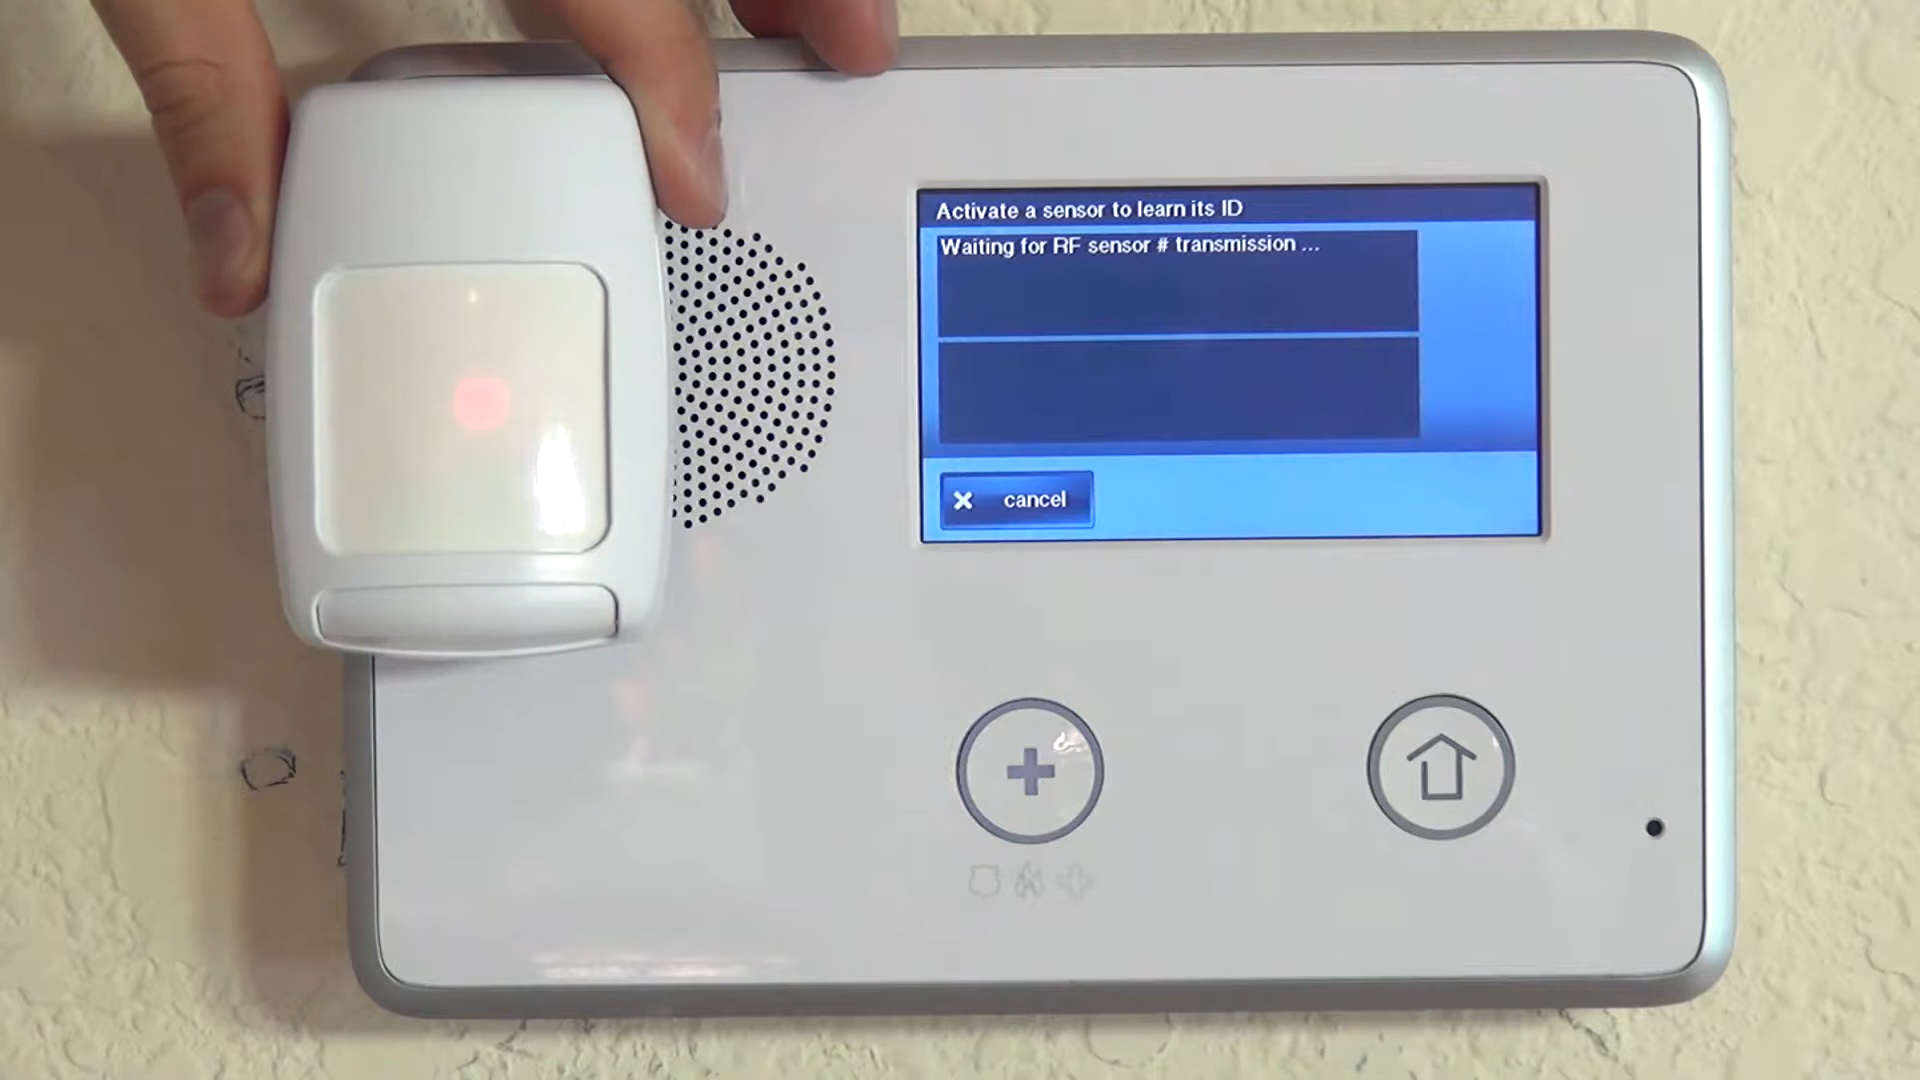 Activate a sensor to learn its ID
Waiting for RF sensor # transmission ...
cancel